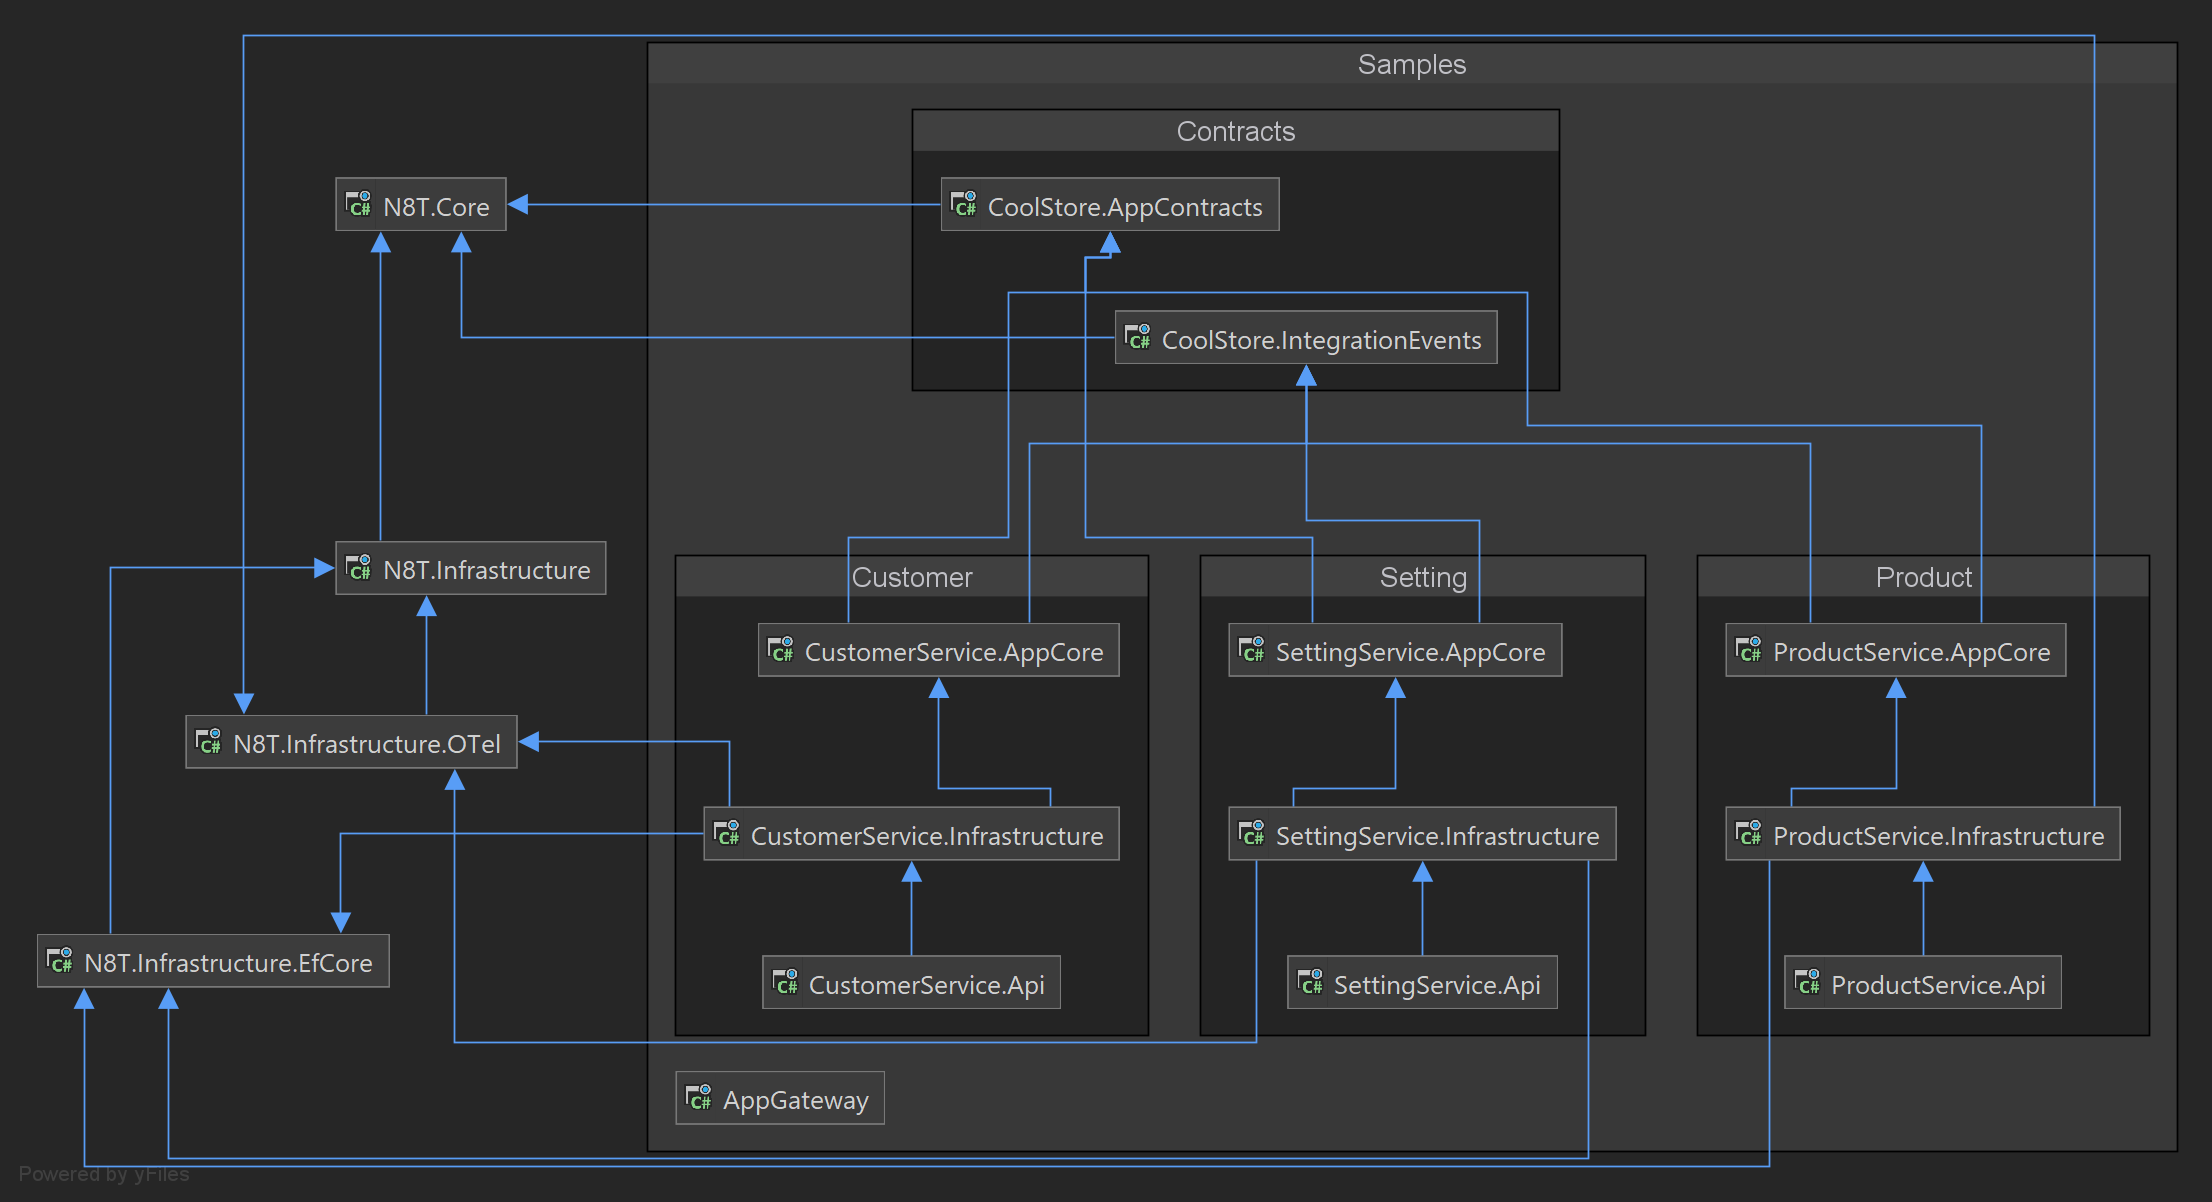 Samples
Contracts
C# N8T.Core
C# CoolStore.AppContracts
C# CoolStore.IntegrationEvents
C# N8T.Infrastructure
Customer
Setting
Product
C# CustomerService.AppCore
C# SettingService.AppCore
C# ProductService.AppCore
C# N8T.Infrastructure.OTel
C# CustomerService.Infrastructure
C# SettingService.Infrastructure
C# ProductService.Infrastructure
C# N8T.Infrastructure.EfCore
C# CustomerService.Api
C# SettingService.Api
C# ProductService.Api
C# AppGateway
Powered by yFiles